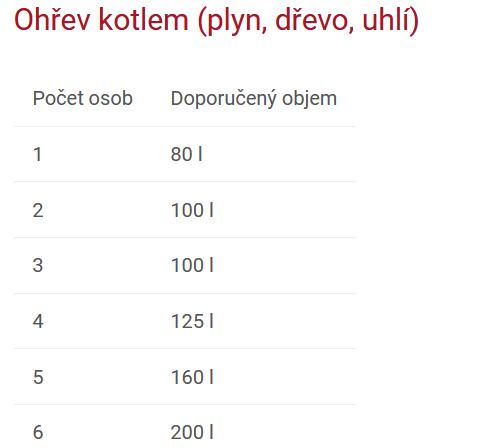 Ohřev kotlem (plyn, dřevo, uhlí)
Počet osob Doporučený objem
1 80 l
2 100 l
3 100 l
4 125 l
5 160 l
6 200 l